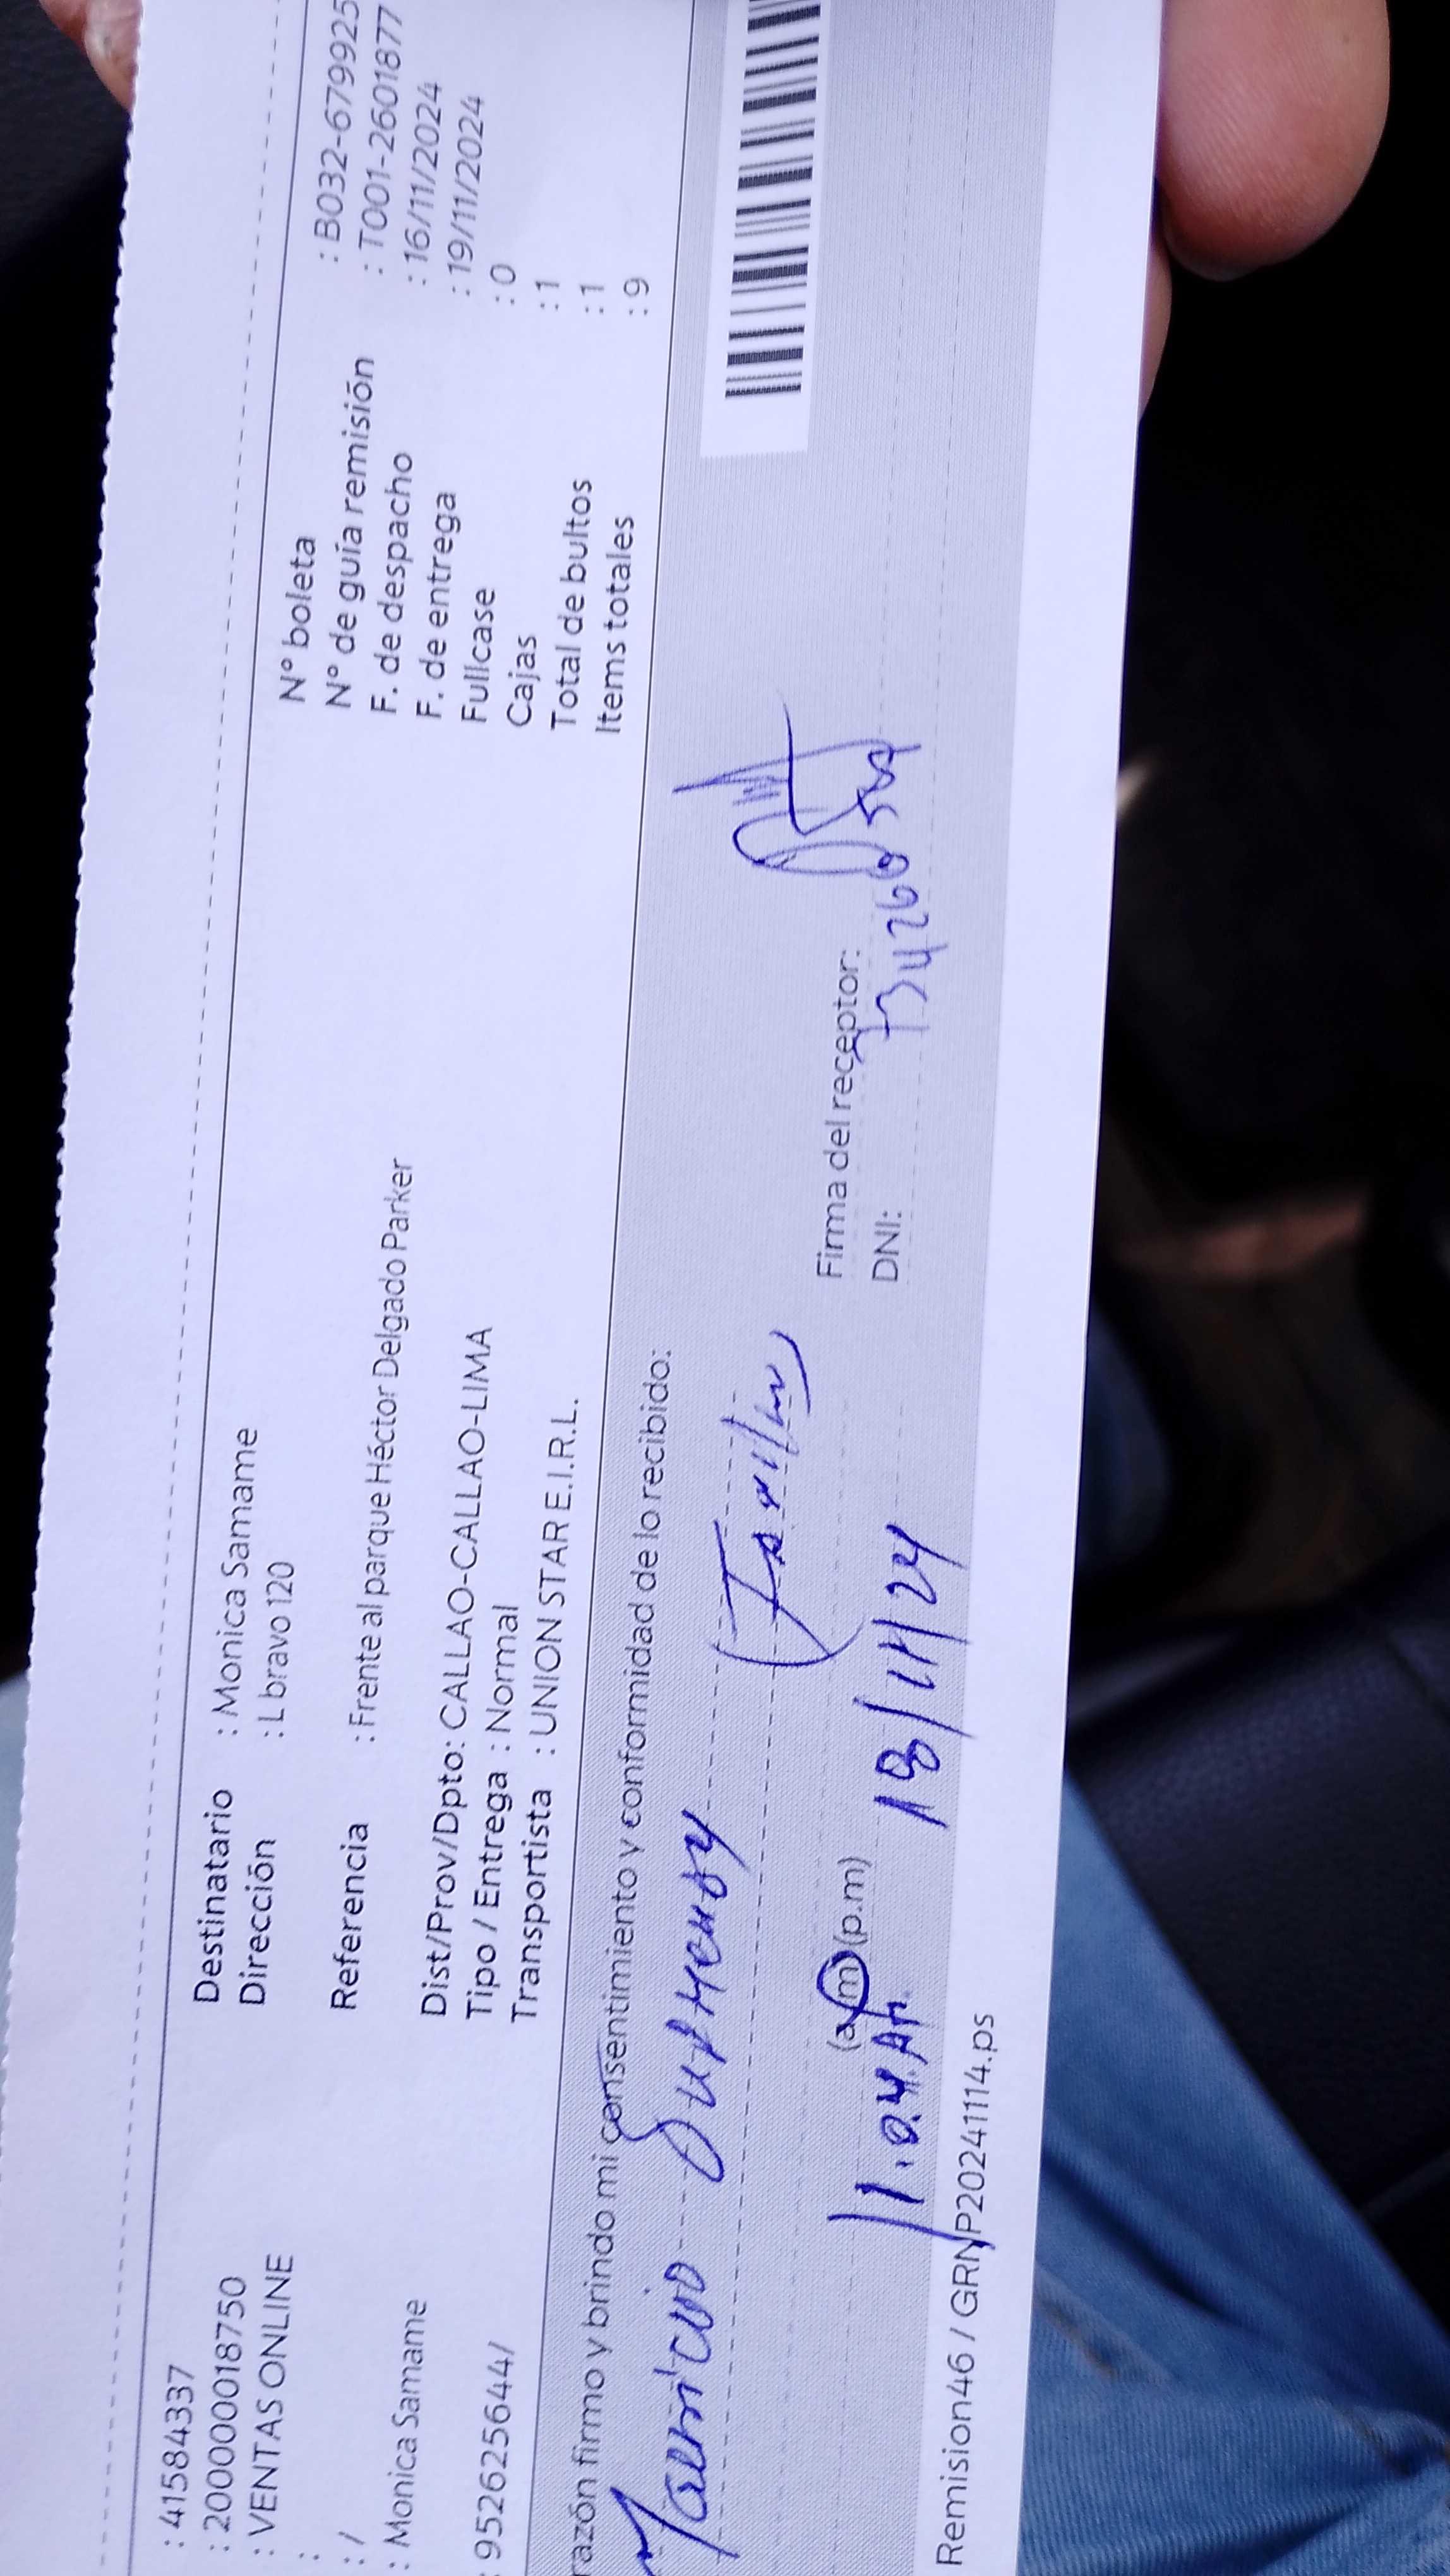 : 41584337
: 2000000018750
: VENTAS ONLINE
:
: /
: Monica Samame
: 952625644/
Destinatario : Monica Samame
Dirección : L bravo 120
Referencia : Frente al parque Héctor Delgado Parker
Dist/Prov/Dpto: CALLAO-CALLAO-LIMA
Tipo / Entrega : Normal
Transportista : UNION STAR E.I.R.L.
N° boleta : B032-679925
N° de guía remisión : T001-2601877
F. de despacho : 16/11/2024
F. de entrega : 19/11/2024
Fullcase : 0
Cajas : 1
Total de bultos : 1
Items totales : 9
razón firmo y brindo mi consentimiento y conformidad de lo recibido:
Firma del receptor:
(a.m) (p.m)
DNI:
18/11/24
Remision46 / GRNP20241114.ps